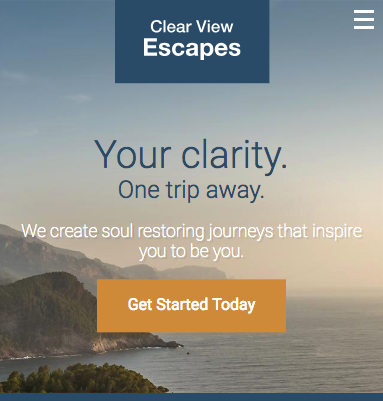 Clear View
Escapes
Your clarity.
One trip away.
We create soul restoring journeys that inspire
you to be you.
Get Started Today